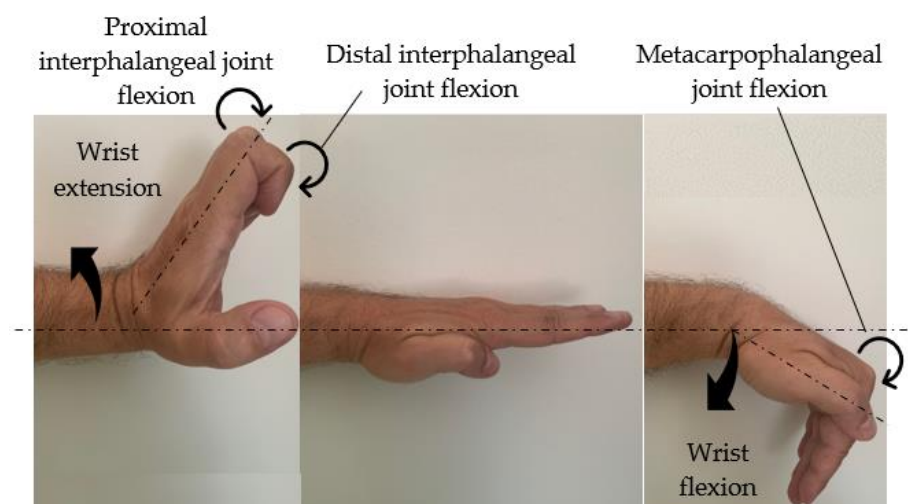 Proximal
interphalangeal joint
flexion
Distal interphalangeal
joint flexion
Metacarpophalangeal
joint flexion
Wrist
extension
Wrist
flexion